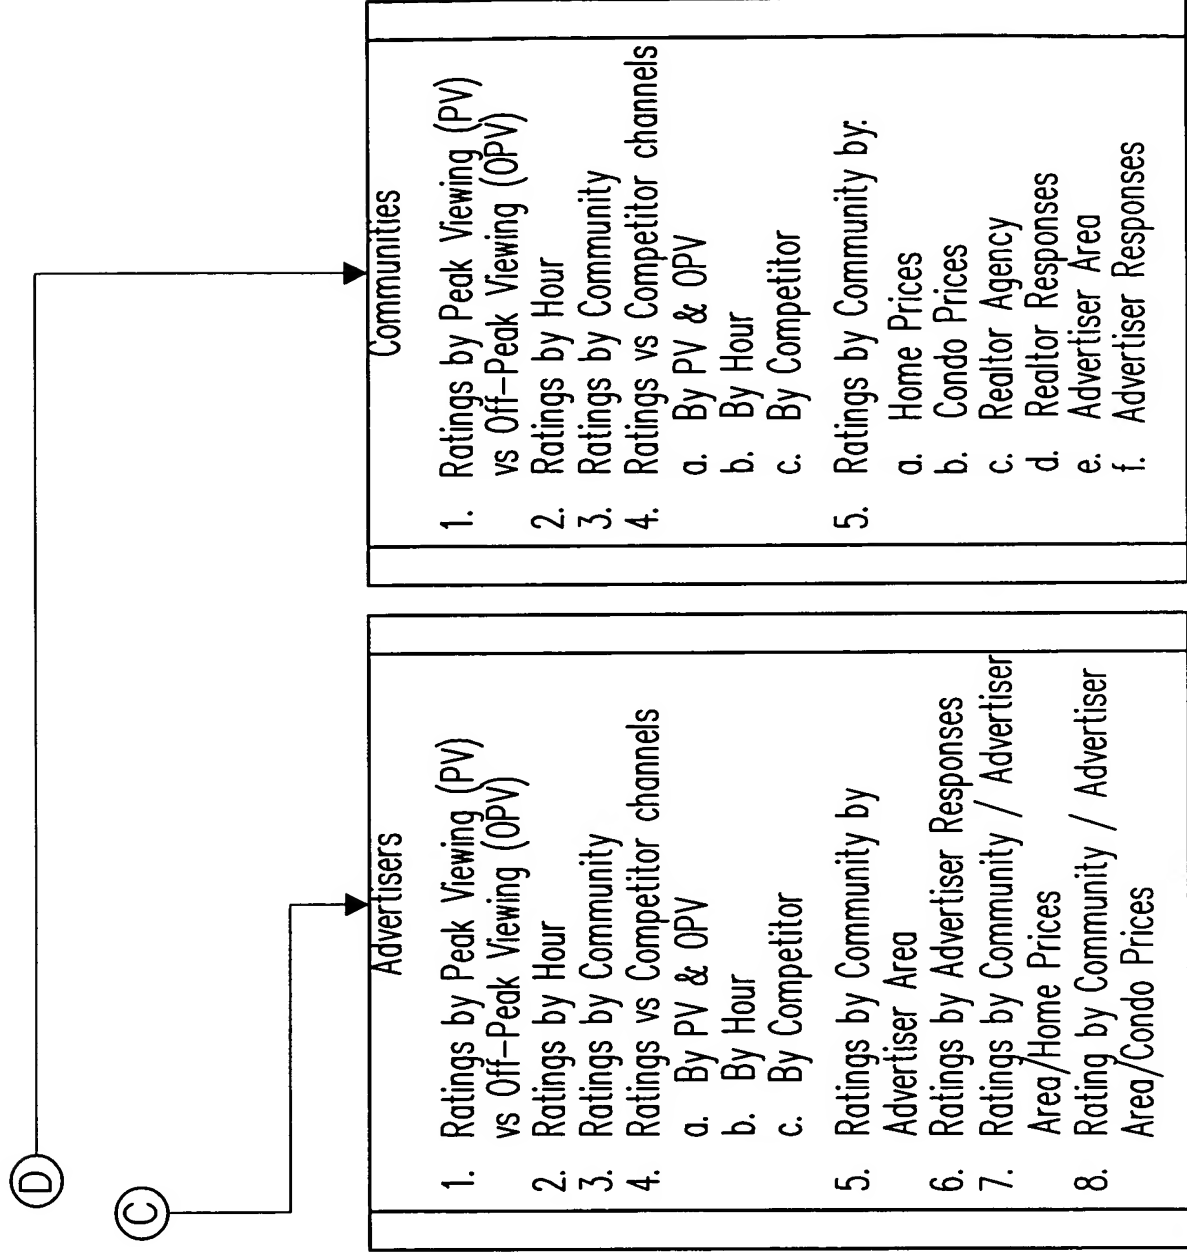 D
C
Advertisers
1. Ratings by Peak Viewing (PV)
vs Off-Peak Viewing (OPV)
2. Ratings by Hour
3. Ratings by Community
4. Ratings vs Competitor channels
a. By PV & OPV
b. By Hour
c. By Competitor
5. Ratings by Community by
Advertiser Area
6. Ratings by Advertiser Responses
7. Ratings by Community / Advertiser
Area/Home Prices
8. Rating by Community / Advertiser
Area/Condo Prices
Communities
1. Ratings by Peak Viewing (PV)
vs Off-Peak Viewing (OPV)
2. Ratings by Hour
3. Ratings by Community
4. Ratings vs Competitor channels
a. By PV & OPV
b. By Hour
c. By Competitor
5. Ratings by Community by:
a. Home Prices
b. Condo Prices
c. Realtor Agency
d. Realtor Responses
e. Advertiser Area
f. Advertiser Responses